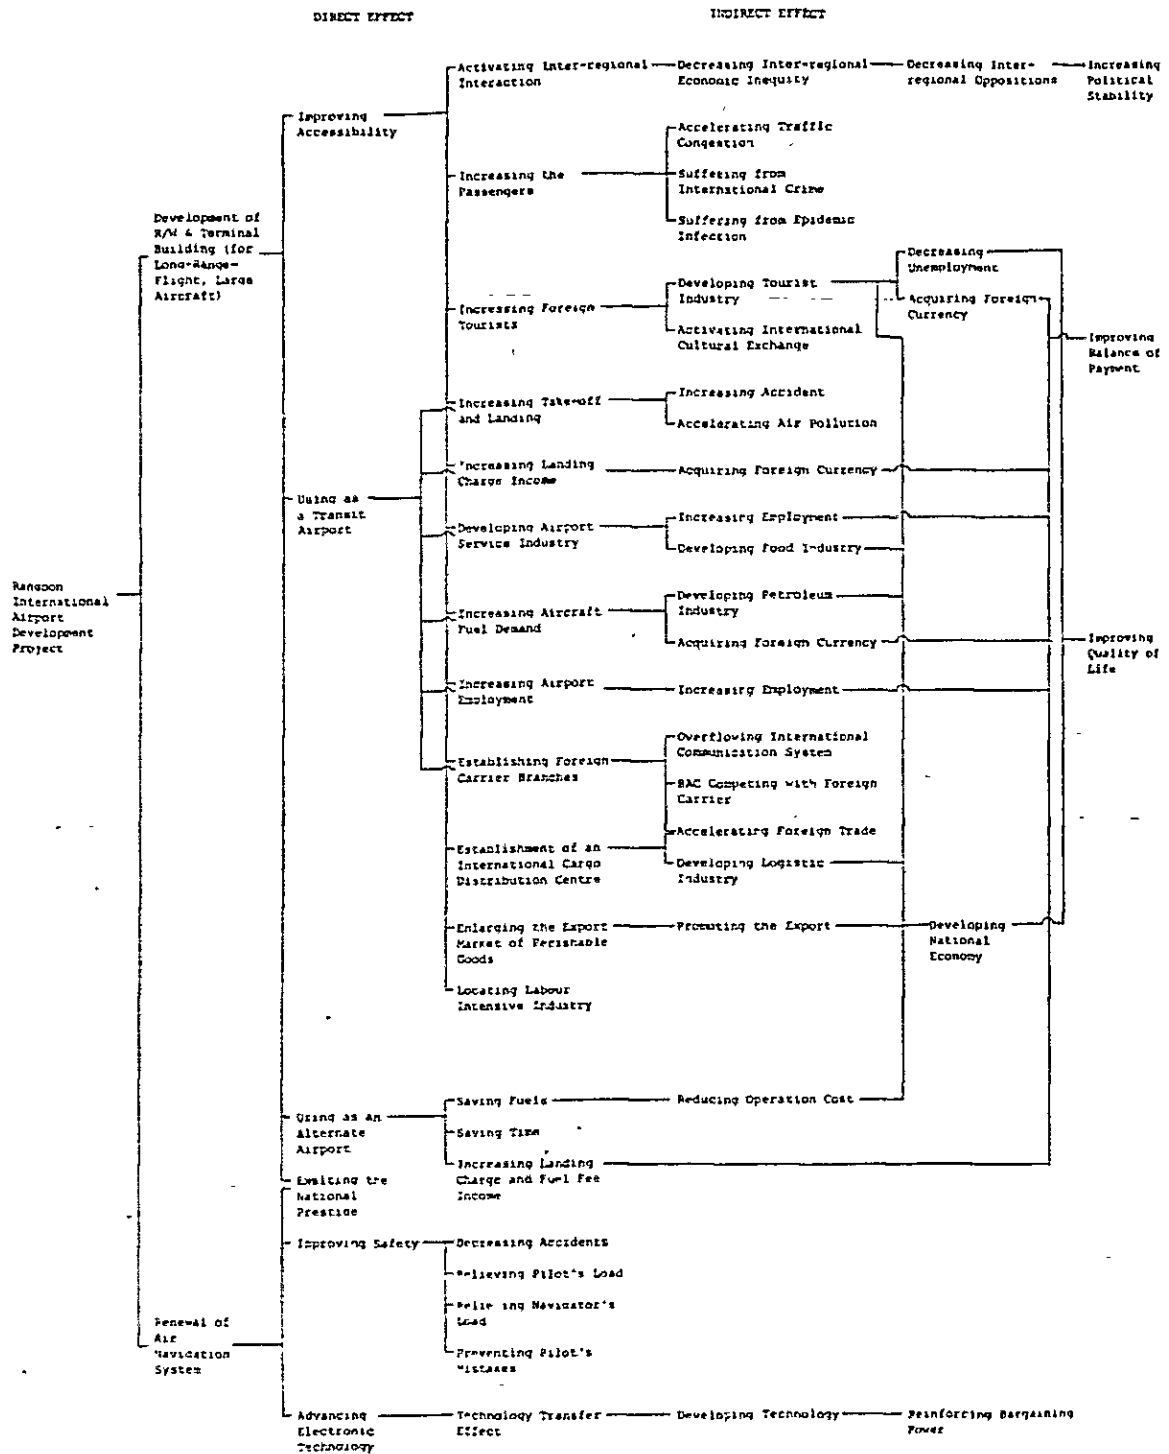 DIRECT EFFECT
INDIRECT EFFECT
Rangoon
International
Airport
Development
Project
Development of
R/W & Terminal
Building (for
Long-Range-
Flight, Large
Aircraft)
Improving
Accessibility
Activating Inter-regional
Interaction
Decreasing Inter-regional
Economic Inequity
Decreasing Inter-
regional Oppositions
Increasing
Political
Stability
Increasing the
Passengers
Accelerating Traffic
Congestion
Suffering from
International Crime
Suffering from Epidemic
Infection
Increasing Foreign
Tourists
Developing Tourist
Industry
Decreasing
Unemployment
Acquiring Foreign
Currency
Activating International
Cultural Exchange
Improving
Balance of
Payment
Using as
a Transit
Airport
Increasing Take-off
and Landing
Increasing Accident
Accelerating Air Pollution
Increasing Landing
Charge Income
Acquiring Foreign Currency
Developing Airport
Service Industry
Increasing Employment
Developing Food Industry
Increasing Aircraft
Fuel Demand
Developing Petroleum
Industry
Acquiring Foreign Currency
Improving
Quality of
Life
Increasing Airport
Employment
Increasing Employment
Establishing Foreign
Carrier Branches
Overflowing International
Communication System
BAC Competing with Foreign
Carrier
Accelerating Foreign Trade
Establishment of an
International Cargo
Distribution Centre
Developing Logistic
Industry
Enlarging the Export
Market of Perishable
Goods
Promoting the Export
Developing
National
Economy
Locating Labour
Intensive Industry
Using as an
Alternate
Airport
Saving Fuels
Reducing Operation Cost
Saving Time
Increasing Landing
Charge and Fuel Fee
Income
Exalting the
National
Prestige
Renewal of
Air
Navigation
System
Improving Safety
Decreasing Accidents
Relieving Pilot's Load
Relie ing Navigator's
Load
Preventing Pilot's
Mistakes
Advancing
Electronic
Technology
Technology Transfer
Effect
Developing Technology
Reinforcing Bargaining
Power